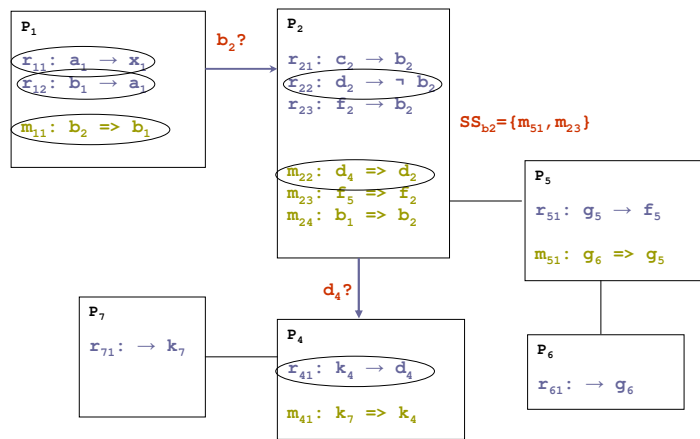 P₁
r₁₁: a₁ → x₁
r₁₂: b₁ → a₁
m₁₁: b₂ => b₁
b₂?
P₂
r₂₁: c₂ → b₂
r₂₂: d₂ → ¬ b₂
r₂₃: f₂ → b₂
m₂₂: d₄ => d₂
m₂₃: f₅ => f₂
m₂₄: b₁ => b₂
SS_b2={m₅₁,m₂₃}
P₅
r₅₁: g₅ → f₅
m₅₁: g₆ => g₅
d₄?
P₇
r₇₁: → k₇
P₄
r₄₁: k₄ → d₄
m₄₁: k₇ => k₄
P₆
r₆₁: → g₆